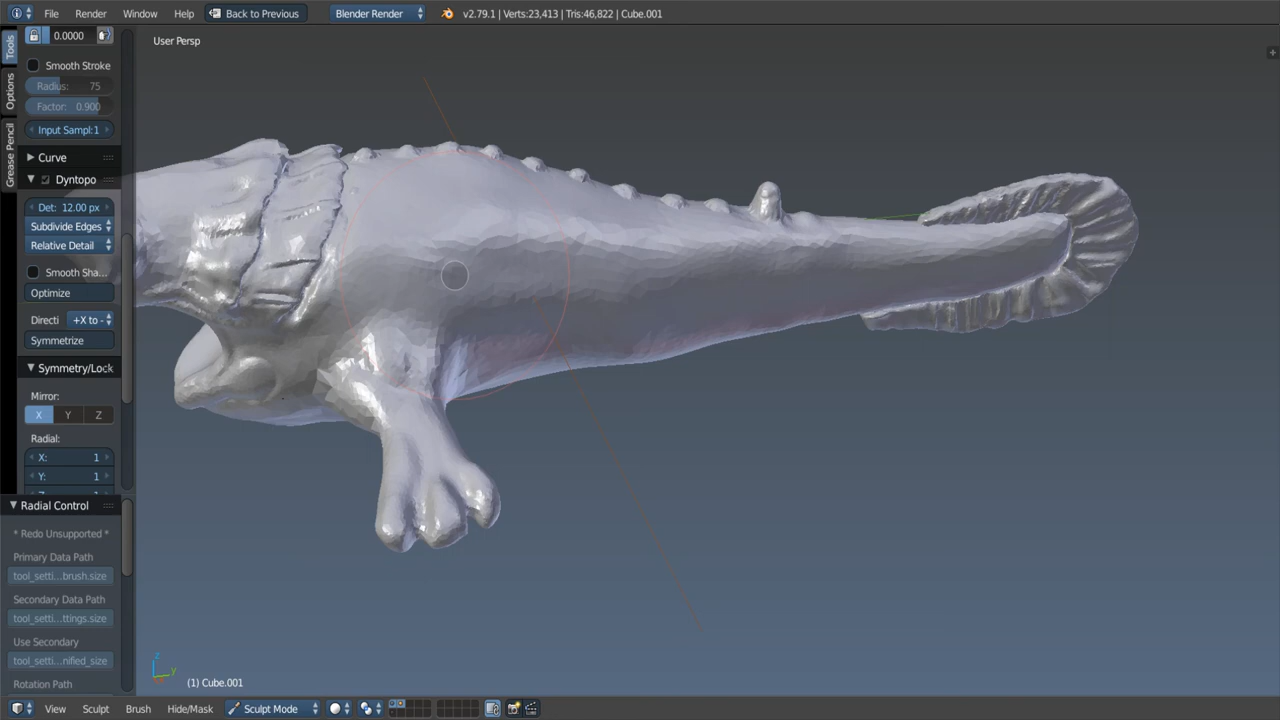 File Render Window Help Back to Previous Blender Render v2.79.1 | Verts:23,413 | Tris:46,822 | Cube.001
Tools
Options
Grease Pencil
0.0000
Smooth Stroke
Radius: 75
Factor: 0.900
Input Sampl:1
Curve
Dyntopo
Det: 12.00 px
Subdivide Edges
Relative Detail
Smooth Sha...
Optimize
Directi +X to -
Symmetrize
Symmetry/Lock
Mirror:
X Y Z
Radial:
X: 1
Y: 1
Radial Control
* Redo Unsupported *
Primary Data Path
tool_setti...brush.size
Secondary Data Path
tool_setti...ttings.size
Use Secondary
tool_setti...nified_size
Rotation Path
User Persp
z
y
(1) Cube.001
View Sculpt Brush Hide/Mask Sculpt Mode